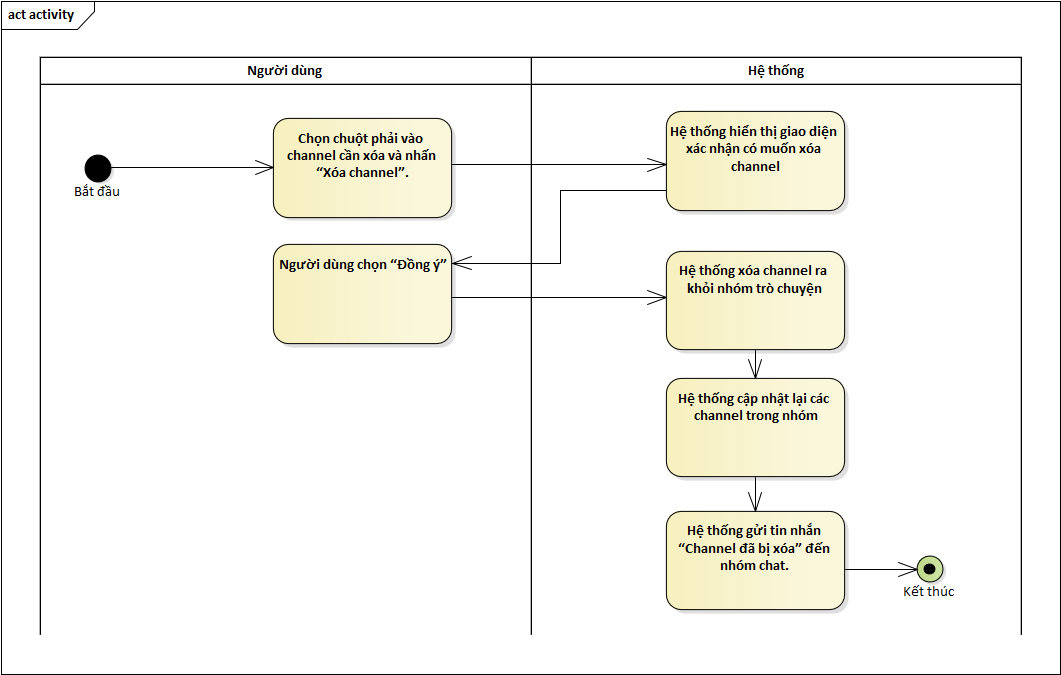 act activity
Người dùng
Hệ thống
Bắt đầu
Chọn chuột phải vào
channel cần xóa và nhấn
“Xóa channel”.
Hệ thống hiển thị giao diện
xác nhận có muốn xóa
channel
Người dùng chọn “Đồng ý”
Hệ thống xóa channel ra
khỏi nhóm trò chuyện
Hệ thống cập nhật lại các
channel trong nhóm
Hệ thống gửi tin nhắn
“Channel đã bị xóa” đến
nhóm chat.
Kết thúc